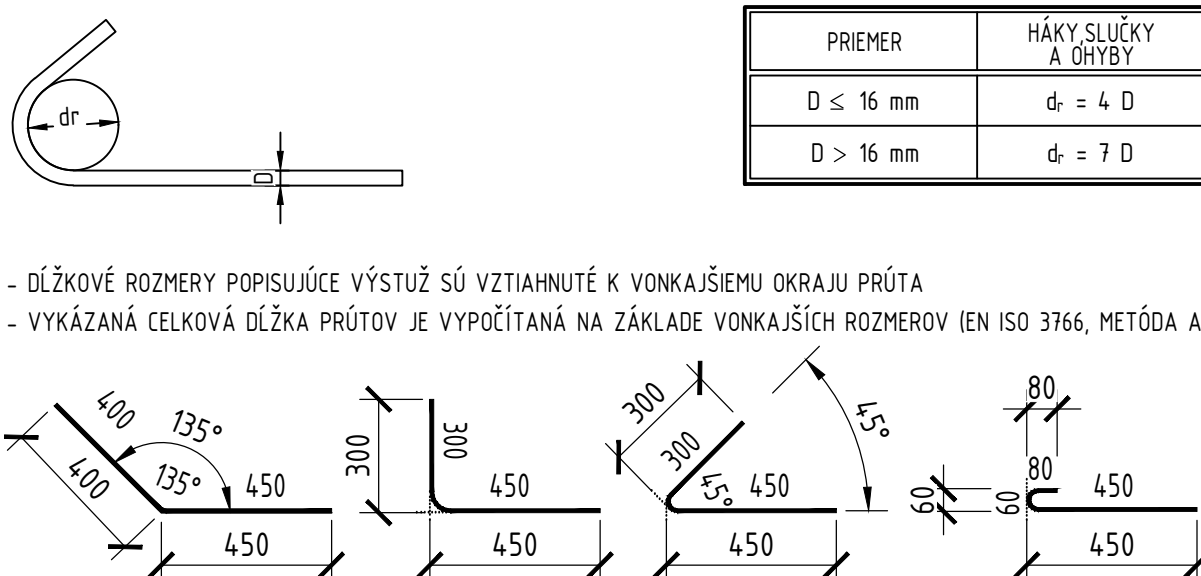 dr
D
PRIEMER
HÁKY,SLUČKY
A OHYBY
D ≤ 16 mm
dr = 4 D
D > 16 mm
dr = 7 D
- DĹŽKOVÉ ROZMERY POPISUJÚCE VÝSTUŽ SÚ VZTIAHNUTÉ K VONKAJŠIEMU OKRAJU PRÚTA
- VYKÁZANÁ CELKOVÁ DĹŽKA PRÚTOV JE VYPOČÍTANÁ NA ZÁKLADE VONKAJŠÍCH ROZMEROV (EN ISO 3766, METÓDA A
400
135°
400
135°
450
450
300
300
450
450
300
300
45°
45°
450
450
80
80
60
60
450
450